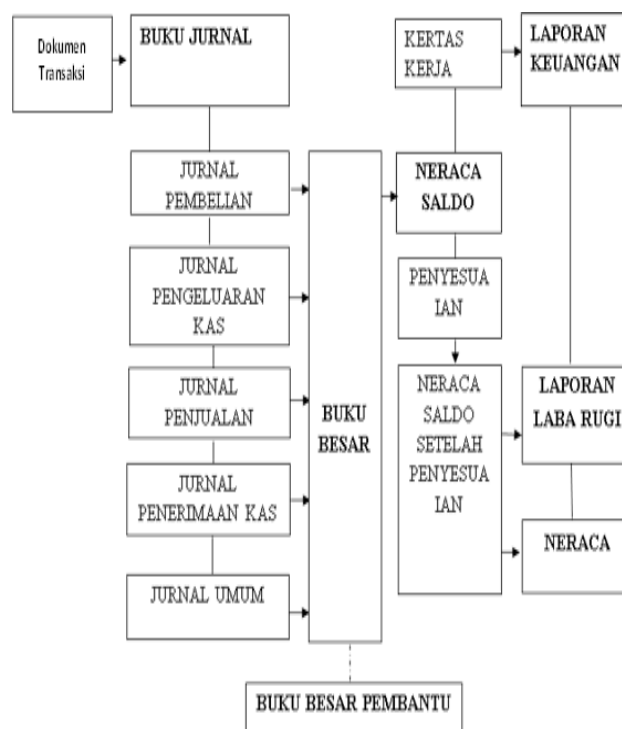 Dokumen
Transaksi
BUKU JURNAL
KERTAS
KERJA
LAPORAN
KEUANGAN
JURNAL
PEMBELIAN
JURNAL
PENGELUARAN
KAS
JURNAL
PENJUALAN
JURNAL
PENERIMAAN KAS
JURNAL UMUM
BUKU
BESAR
NERACA
SALDO
PENYESUA
IAN
NERACA
SALDO
SETELAH
PENYESUA
IAN
LAPORAN
LABA RUGI
NERACA
BUKU BESAR PEMBANTU